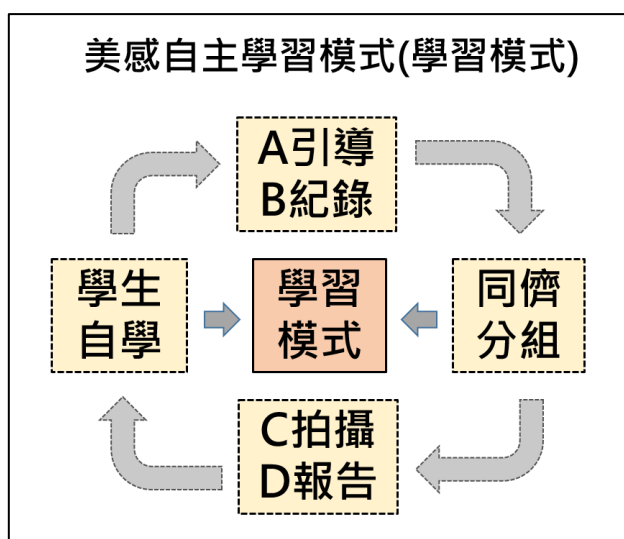 美感自主學習模式(學習模式)
A引導
B紀錄
學生
自學
學習
模式
同儕
分組
C拍攝
D報告